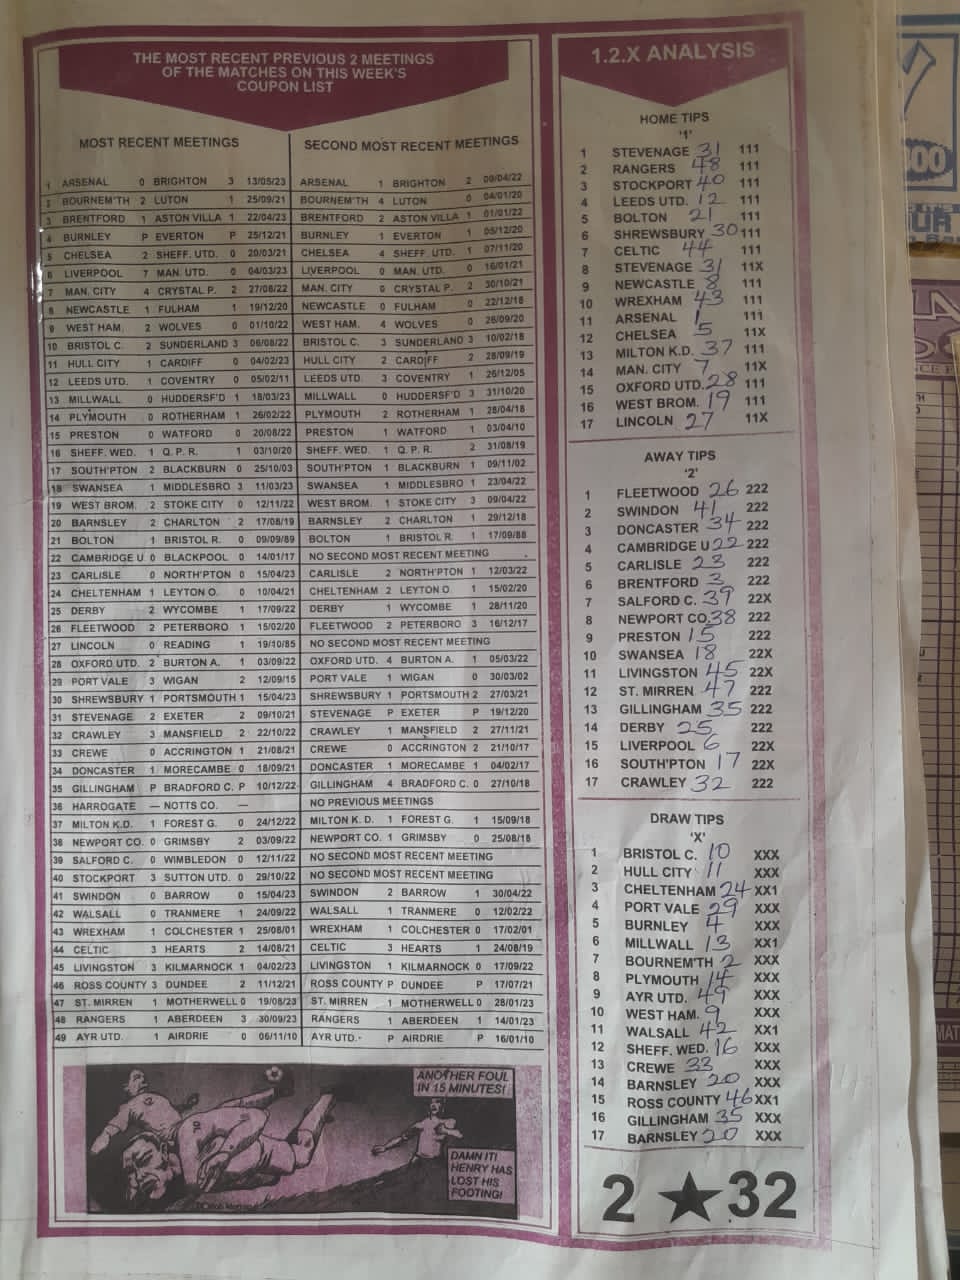 THE MOST RECENT PREVIOUS 2 MEETINGS
OF THE MATCHES ON THIS WEEK'S
COUPON LIST
MOST RECENT MEETINGS SECOND MOST RECENT MEETINGS
1 ARSENAL 0 BRIGHTON 3 13/05/23 ARSENAL 1 BRIGHTON 2 09/04/22
2 BOURNEM'TH 2 LUTON 1 25/09/21 BOURNEM'TH 4 LUTON 0 04/01/20
3 BRENTFORD 1 ASTON VILLA 1 22/04/23 BRENTFORD 2 ASTON VILLA 1 01/01/22
4 BURNLEY P EVERTON P 25/12/21 BURNLEY 1 EVERTON 1 05/12/20
5 CHELSEA 2 SHEFF. UTD. 0 20/03/21 CHELSEA 4 SHEFF. UTD. 1 07/11/20
6 LIVERPOOL 7 MAN. UTD. 0 04/03/23 LIVERPOOL 0 MAN. UTD. 0 16/01/21
7 MAN. CITY 4 CRYSTAL P. 2 27/08/22 MAN. CITY 0 CRYSTAL P. 2 30/10/21
8 NEWCASTLE 1 FULHAM 1 19/12/20 NEWCASTLE 0 FULHAM 0 22/12/18
9 WEST HAM. 2 WOLVES 0 01/10/22 WEST HAM. 4 WOLVES 0 26/09/20
10 BRISTOL C. 2 SUNDERLAND 3 06/08/22 BRISTOL C. 3 SUNDERLAND 3 10/02/18
11 HULL CITY 1 CARDIFF 0 04/02/23 HULL CITY 2 CARDIFF 2 28/09/19
12 LEEDS UTD. 1 COVENTRY 0 05/02/11 LEEDS UTD. 3 COVENTRY 1 26/12/05
13 MILLWALL 0 HUDDERSF'D 1 18/03/23 MILLWALL 0 HUDDERSF'D 3 31/10/20
14 PLYMOUTH 0 ROTHERHAM 1 26/02/22 PLYMOUTH 2 ROTHERHAM 1 28/04/18
15 PRESTON 0 WATFORD 0 20/08/22 PRESTON 1 WATFORD 1 03/04/10
16 SHEFF. WED. 1 Q. P. R. 1 03/10/20 SHEFF. WED. 1 Q. P. R. 2 31/08/19
17 SOUTH'PTON 2 BLACKBURN 0 25/10/03 SOUTH'PTON 1 BLACKBURN 1 09/11/02
18 SWANSEA 1 MIDDLESBRO 3 11/03/23 SWANSEA 1 MIDDLESBRO 1 23/04/22
19 WEST BROM. 2 STOKE CITY 0 12/11/22 WEST BROM. 1 STOKE CITY 3 09/04/22
20 BARNSLEY 2 CHARLTON 2 17/08/19 BARNSLEY 2 CHARLTON 1 29/12/18
21 BOLTON 1 BRISTOL R. 0 09/09/89 BOLTON 1 BRISTOL R. 1 17/09/88
22 CAMBRIDGE U 0 BLACKPOOL 0 14/01/17 NO SECOND MOST RECENT MEETING
23 CARLISLE 0 NORTH'PTON 0 15/04/23 CARLISLE 2 NORTH'PTON 1 12/03/22
24 CHELTENHAM 1 LEYTON O. 0 10/04/21 CHELTENHAM 2 LEYTON O. 1 15/02/20
25 DERBY 2 WYCOMBE 1 17/09/22 DERBY 1 WYCOMBE 1 28/11/20
26 FLEETWOOD 2 PETERBORO 1 15/02/20 FLEETWOOD 2 PETERBORO 3 16/12/17
27 LINCOLN 0 READING 1 19/10/85 NO SECOND MOST RECENT MEETING
28 OXFORD UTD. 2 BURTON A. 1 03/09/22 OXFORD UTD. 4 BURTON A. 1 05/03/22
29 PORT VALE 3 WIGAN 2 12/09/15 PORT VALE 1 WIGAN 0 30/03/02
30 SHREWSBURY 1 PORTSMOUTH 1 15/04/23 SHREWSBURY 1 PORTSMOUTH 2 27/03/21
31 STEVENAGE 2 EXETER 2 09/10/21 STEVENAGE P EXETER P 19/12/20
32 CRAWLEY 3 MANSFIELD 2 22/10/22 CRAWLEY 1 MANSFIELD 2 27/11/21
33 CREWE 0 ACCRINGTON 1 21/08/21 CREWE 0 ACCRINGTON 2 21/10/17
34 DONCASTER 1 MORECAMBE 0 18/09/21 DONCASTER 1 MORECAMBE 1 04/02/17
35 GILLINGHAM P BRADFORD C. P 10/12/22 GILLINGHAM 4 BRADFORD C. 0 27/10/18
36 HARROGATE — NOTTS CO. — NO PREVIOUS MEETINGS
37 MILTON K.D. 1 FOREST G. 0 24/12/22 MILTON K. D. 1 FOREST G. 1 15/09/18
38 NEWPORT CO. 0 GRIMSBY 2 03/09/22 NEWPORT CO. 1 GRIMSBY 0 25/08/18
39 SALFORD C. 0 WIMBLEDON 0 12/11/22 NO SECOND MOST RECENT MEETING
40 STOCKPORT 3 SUTTON UTD. 0 29/10/22 NO SECOND MOST RECENT MEETING
41 SWINDON 0 BARROW 0 15/04/23 SWINDON 2 BARROW 1 30/04/22
42 WALSALL 0 TRANMERE 1 24/09/22 WALSALL 1 TRANMERE 0 12/02/22
43 WREXHAM 1 COLCHESTER 1 25/08/01 WREXHAM 1 COLCHESTER 0 17/02/01
44 CELTIC 3 HEARTS 2 14/08/21 CELTIC 3 HEARTS 1 24/08/19
45 LIVINGSTON 3 KILMARNOCK 1 04/02/23 LIVINGSTON 1 KILMARNOCK 0 17/09/22
46 ROSS COUNTY 3 DUNDEE 2 11/12/21 ROSS COUNTY P DUNDEE P 17/07/21
47 ST. MIRREN 1 MOTHERWELL 0 19/08/23 ST. MIRREN 1 MOTHERWELL 0 28/01/23
48 RANGERS 1 ABERDEEN 3 30/09/23 RANGERS 1 ABERDEEN 1 14/01/23
49 AYR UTD. 1 AIRDRIE 0 06/11/10 AYR UTD. P AIRDRIE P 16/01/10
ANOTHER FOUL
IN 15 MINUTES!
DAMN IT!
HENRY HAS
LOST HIS
FOOTING!
1.2.X ANALYSIS
HOME TIPS
'1'
1 STEVENAGE 31 111
2 RANGERS 48 111
3 STOCKPORT 40 111
4 LEEDS UTD. 12 111
5 BOLTON 21 111
6 SHREWSBURY 30 111
7 CELTIC 44 111
8 STEVENAGE 31 11X
9 NEWCASTLE 8 111
10 WREXHAM 43 111
11 ARSENAL 1 111
12 CHELSEA 5 11X
13 MILTON K.D. 37 111
14 MAN. CITY 7 11X
15 OXFORD UTD. 28 111
16 WEST BROM. 19 111
17 LINCOLN 27 11X
AWAY TIPS
'2'
1 FLEETWOOD 26 222
2 SWINDON 41 222
3 DONCASTER 34 222
4 CAMBRIDGE U 22 222
5 CARLISLE 23 222
6 BRENTFORD 3 222
7 SALFORD C. 39 22X
8 NEWPORT CO. 38 222
9 PRESTON 15 222
10 SWANSEA 18 22X
11 LIVINGSTON 45 22X
12 ST. MIRREN 47 222
13 GILLINGHAM 35 222
14 DERBY 25 222
15 LIVERPOOL 6 22X
16 SOUTH'PTON 17 22X
17 CRAWLEY 32 222
DRAW TIPS
'X'
1 BRISTOL C. 10 XXX
2 HULL CITY 11 XXX
3 CHELTENHAM 24 XX1
4 PORT VALE 29 XXX
5 BURNLEY 4 XXX
6 MILLWALL 13 XX1
7 BOURNEM'TH 2 XXX
8 PLYMOUTH 14 XXX
9 AYR UTD. 49 XXX
10 WEST HAM. 9 XXX
11 WALSALL 42 XX1
12 SHEFF. WED. 16 XXX
13 CREWE 33 XXX
14 BARNSLEY 20 XXX
15 ROSS COUNTY 46 XX1
16 GILLINGHAM 35 XXX
17 BARNSLEY 20 XXX
2 ★ 32